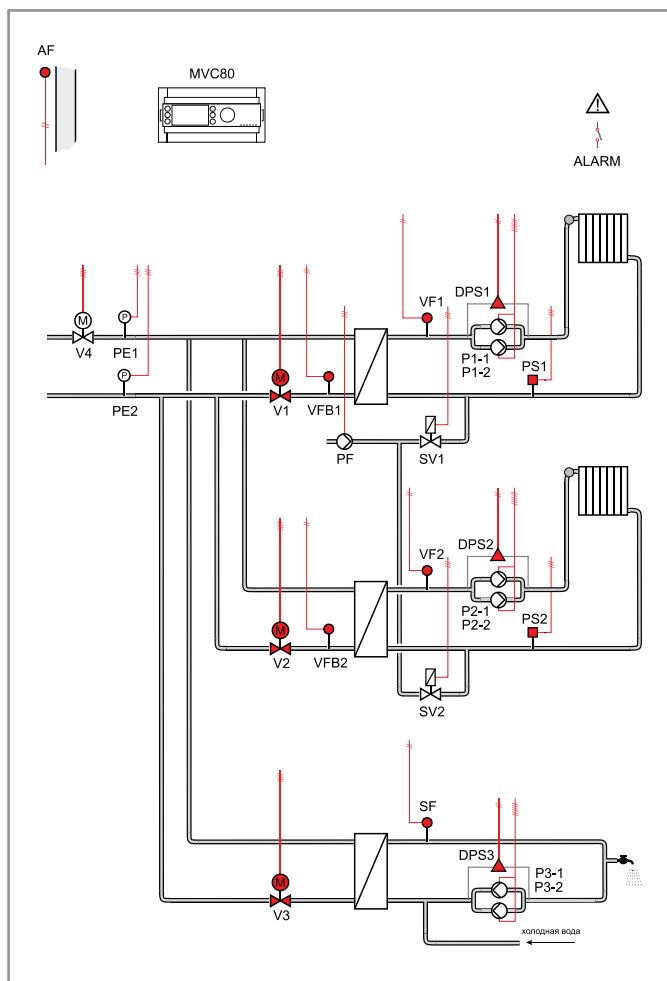 AF
MVC80
ALARM
VF1
DPS1
P1-1
P1-2
PS1
P
M
V4
PE1
P
PE2
M
V1
VFB1
PF
SV1
VF2
DPS2
P2-1
P2-2
PS2
M
V2
VFB2
SV2
SF
DPS3
P3-1
P3-2
M
V3
холодная вода